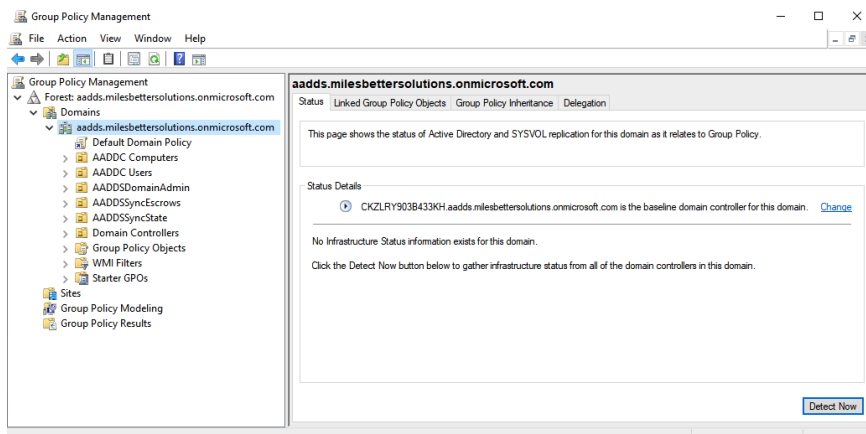 Group Policy Management
File Action View Window Help
Group Policy Management
Forest: aadds.milesbettersolutions.onmicrosoft.com
Domains
aadds.milesbettersolutions.onmicrosoft.com
Default Domain Policy
AADDC Computers
AADDC Users
AADDSDomainAdmin
AADDSSyncEscrows
AADDSSyncState
Domain Controllers
Group Policy Objects
WMI Filters
Starter GPOs
Sites
Group Policy Modeling
Group Policy Results
aadds.milesbettersolutions.onmicrosoft.com
Status Linked Group Policy Objects Group Policy Inheritance Delegation
This page shows the status of Active Directory and SYSVOL replication for this domain as it relates to Group Policy.
Status Details
CKZLRY903B433KH.aadds.milesbettersolutions.onmicrosoft.com is the baseline domain controller for this domain. Change
No Infrastructure Status information exists for this domain.
Click the Detect Now button below to gather infrastructure status from all of the domain controllers in this domain.
Detect Now